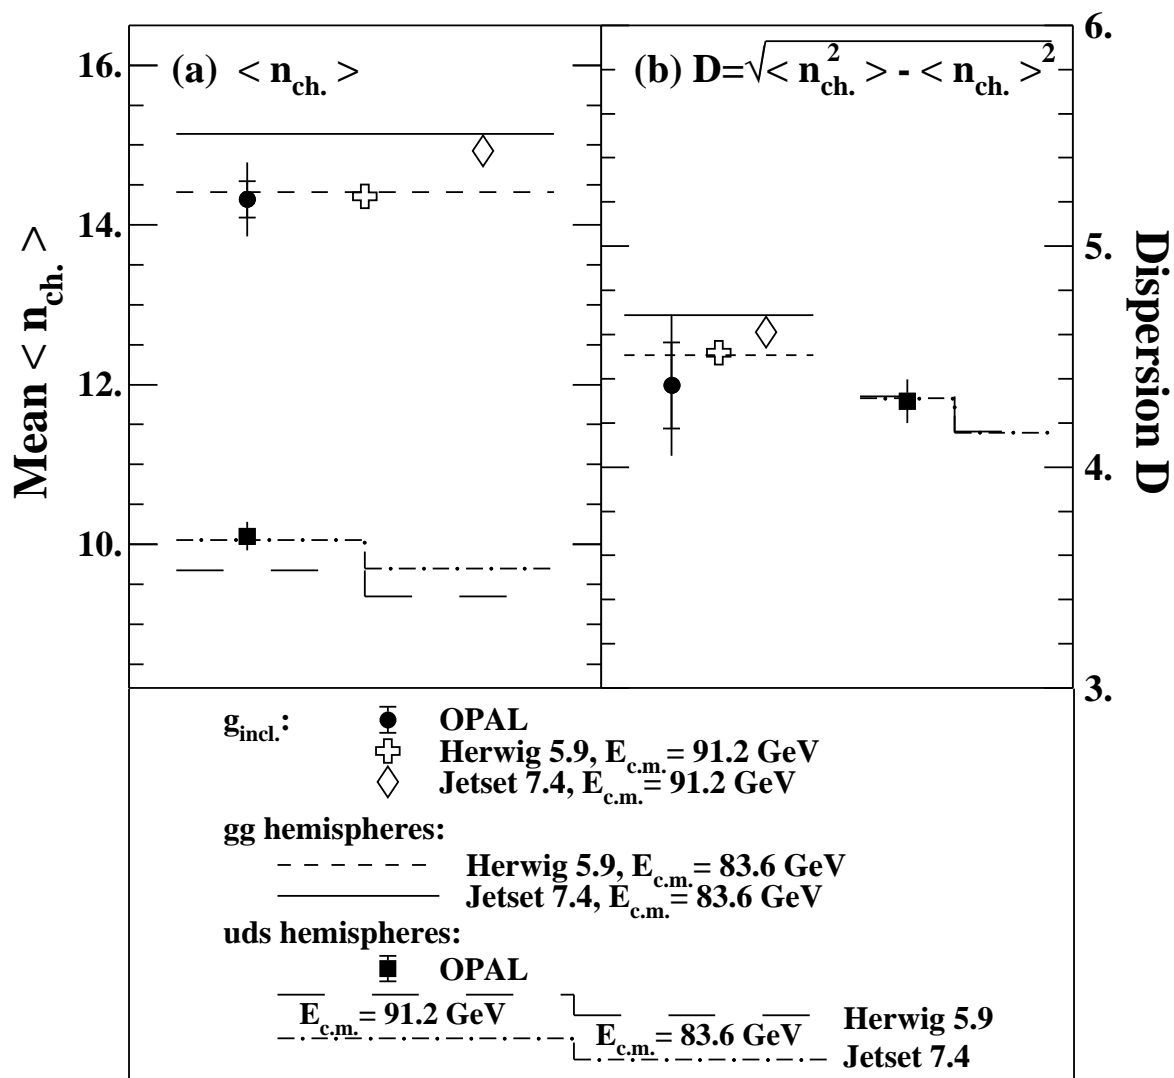 (a) < n_ch. >
(b) D=√< n_ch.^2 > - < n_ch. >^2
16.
14.
12.
10.
Mean < n_ch. >
6.
5.
4.
3.
Dispersion D
g_incl.: OPAL
Herwig 5.9, E_c.m.= 91.2 GeV
Jetset 7.4, E_c.m.= 91.2 GeV
gg hemispheres:
Herwig 5.9, E_c.m.= 83.6 GeV
Jetset 7.4, E_c.m.= 83.6 GeV
uds hemispheres:
OPAL
E_c.m.= 91.2 GeV
E_c.m.= 83.6 GeV
Herwig 5.9
Jetset 7.4